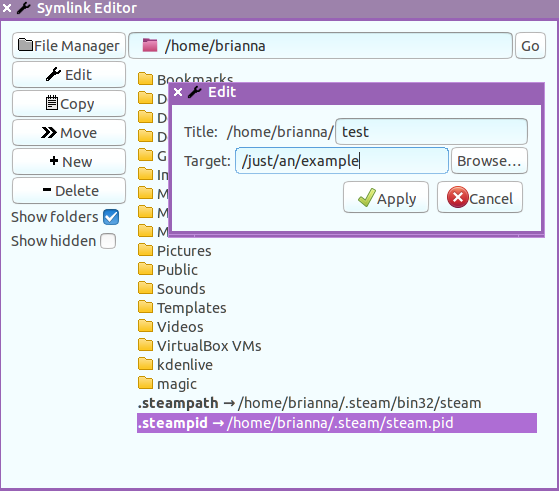 Symlink Editor
File Manager
/home/brianna
Go
Edit
Copy
Move
New
Delete
Show folders
Show hidden
Bookmarks
D
D
D
G
M
M
M
Pictures
Public
Sounds
Templates
Videos
VirtualBox VMs
kdenlive
magic
.steampath → /home/brianna/.steam/bin32/steam
.steampid → /home/brianna/.steam/steam.pid
Edit
Title: /home/brianna/ test
Target: /just/an/example Browse...
Apply Cancel